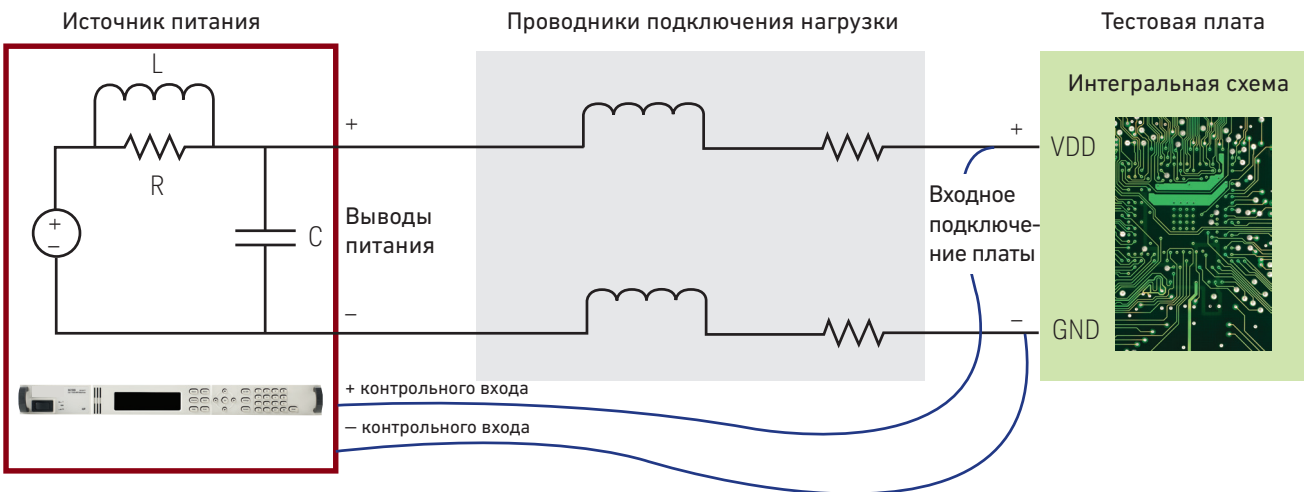 Источник питания
Проводники подключения нагрузки
Тестовая плата
L
R
+
−
C
+
Выводы
питания
−
Входное
подключе-
ние платы
+
−
Интегральная схема
VDD
GND
+ контрольного входа
− контрольного входа